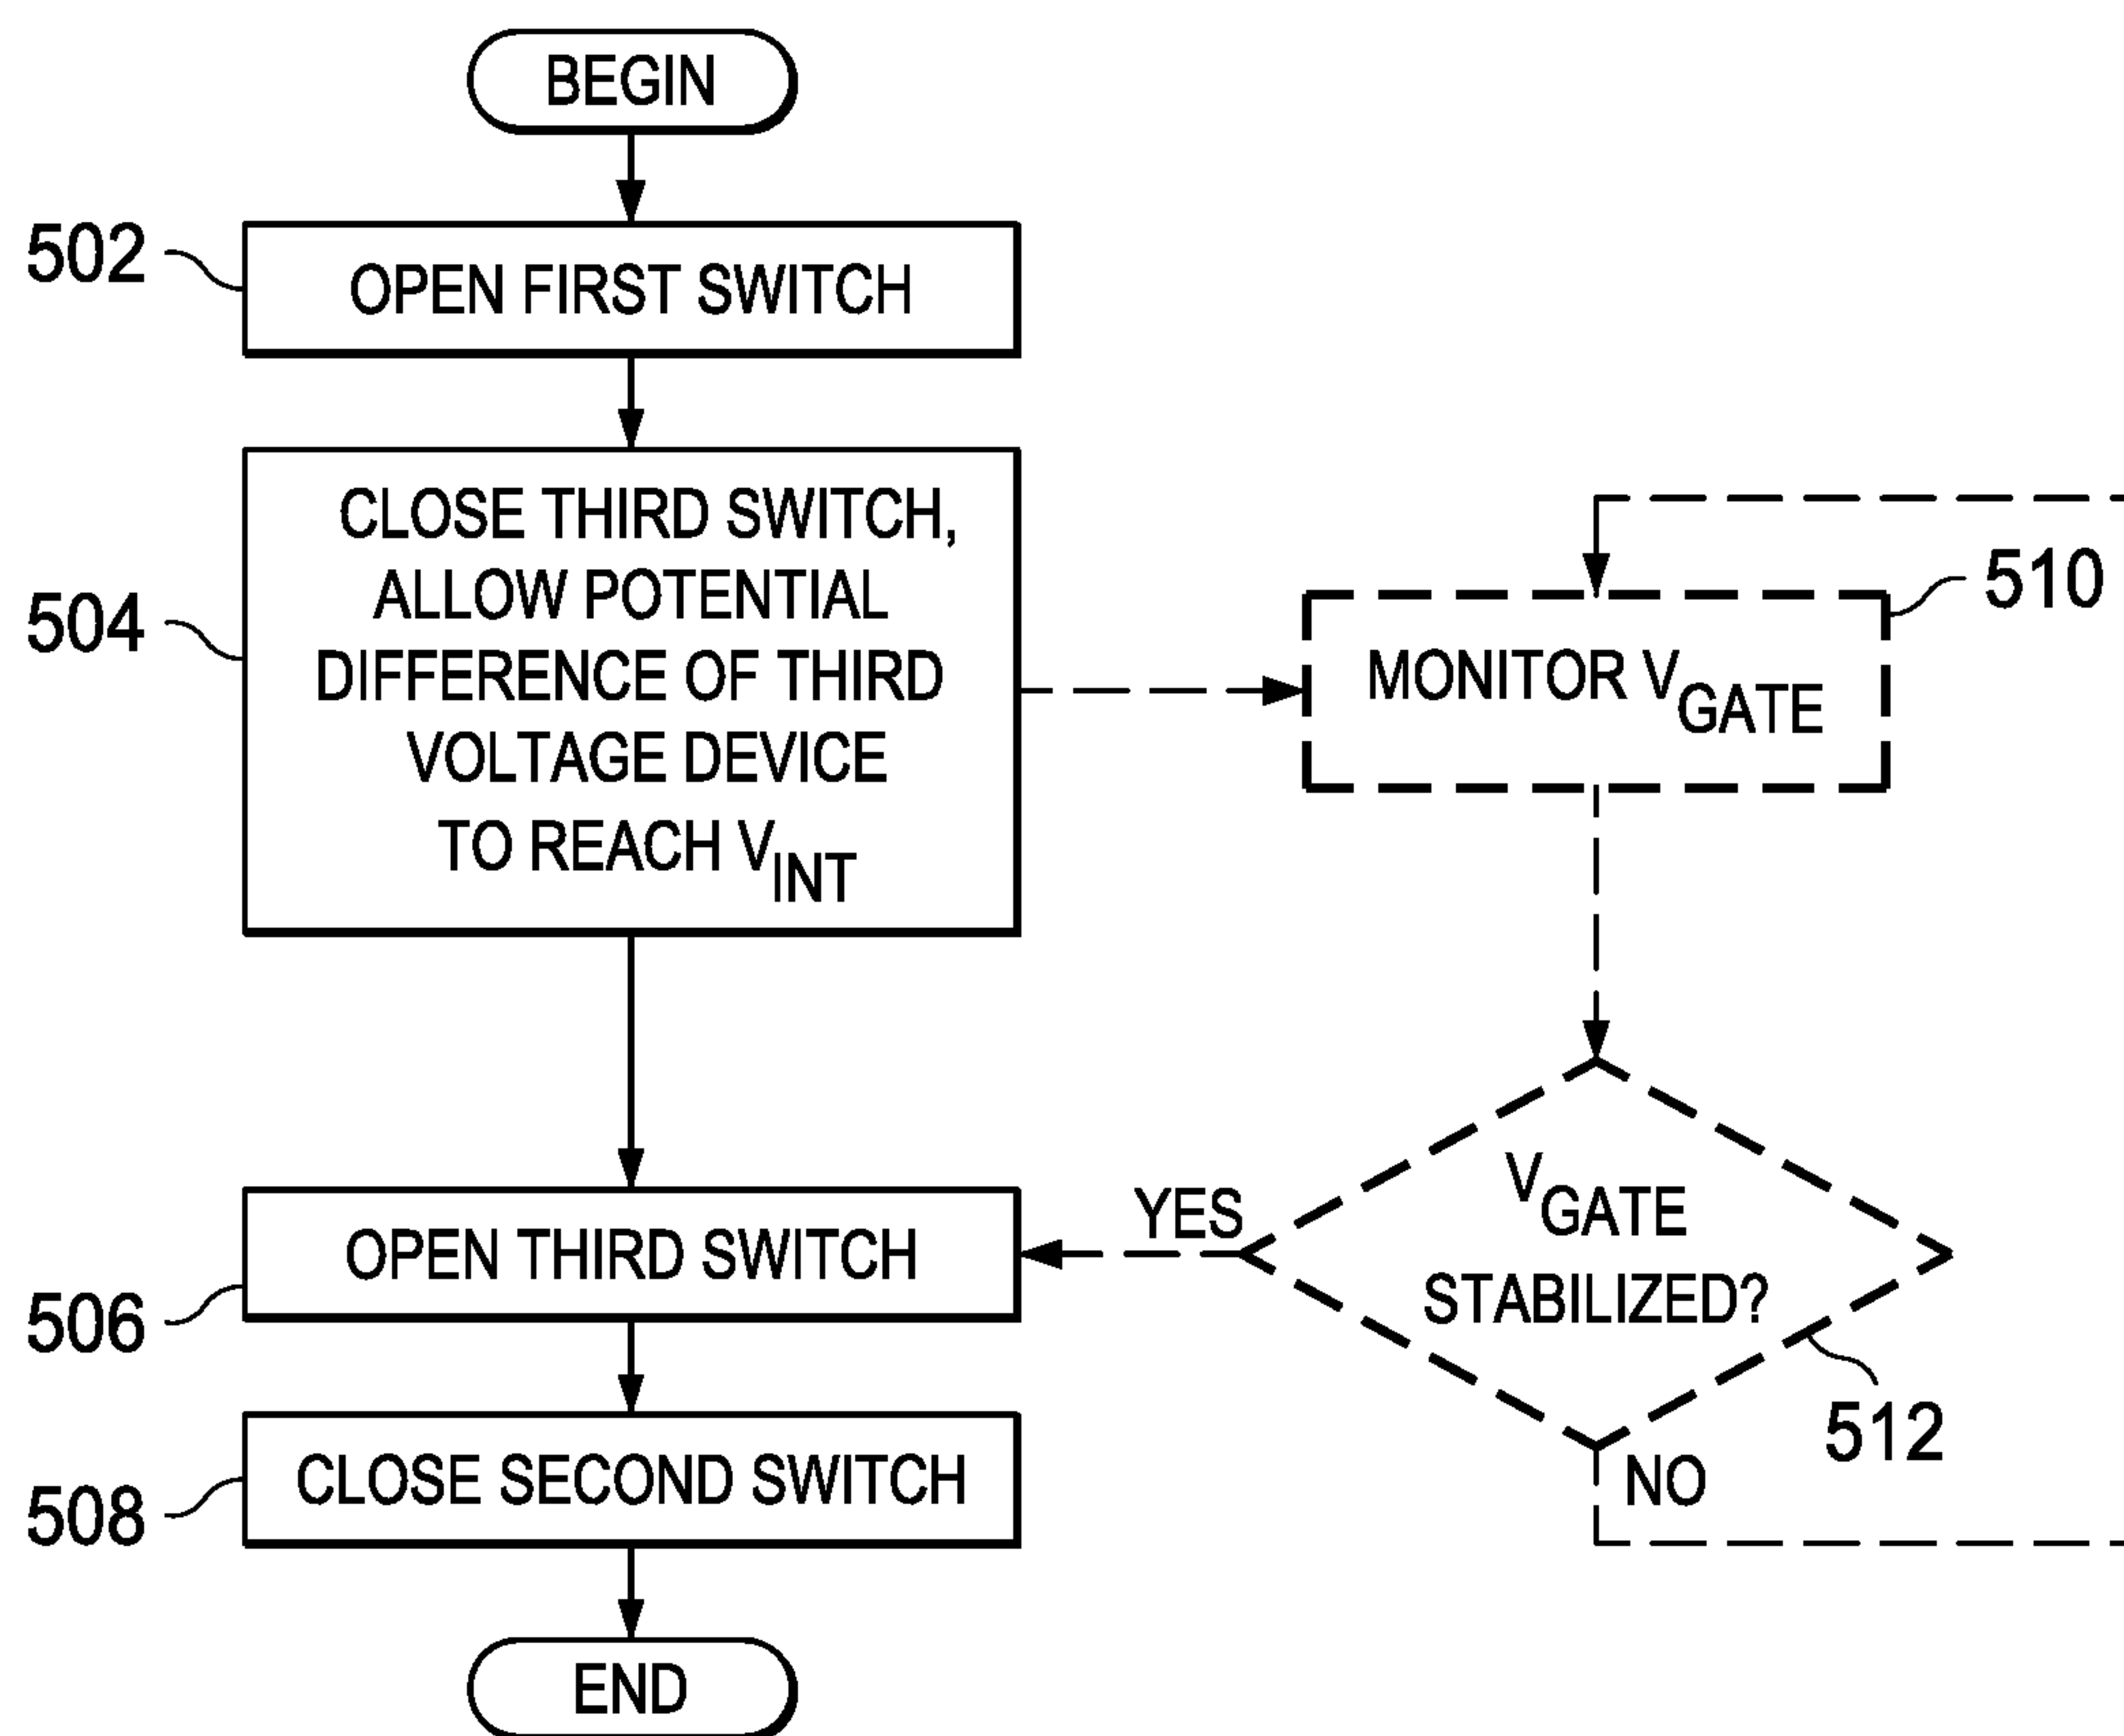 BEGIN
502
OPEN FIRST SWITCH
504
CLOSE THIRD SWITCH,
ALLOW POTENTIAL
DIFFERENCE OF THIRD
VOLTAGE DEVICE
TO REACH VINT
510
MONITOR VGATE
VGATE
STABILIZED?
512
YES
NO
506
OPEN THIRD SWITCH
508
CLOSE SECOND SWITCH
END